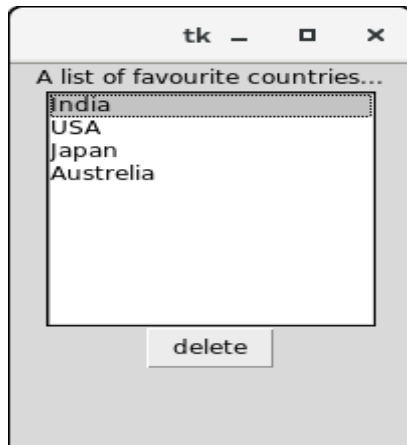 tk
A list of favourite countries...
India
USA
Japan
Austrelia
delete